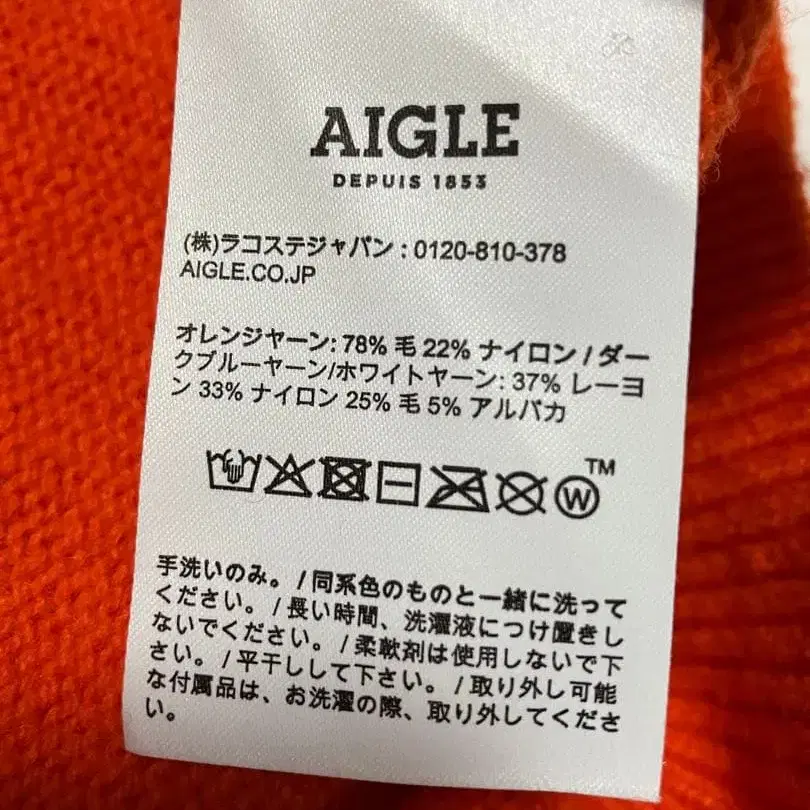 AIGLE
DEPUIS 1853
(株)ラコステジャパン : 0120-810-378
AIGLE.CO.JP
オレンジヤーン: 78% 毛 22% ナイロン / ダー
クブルーヤーン/ホワイトヤーン: 37% レーヨ
ン 33% ナイロン 25% 毛 5% アルパカ
W TM
手洗いのみ。 / 同系色のものと一緒に洗って
ください。 / 長い時間、洗濯液につけ置きし
ないでください。 / 柔軟剤は使用しないで下
さい。 / 平干しして下さい。 / 取り外し可能
な付属品は、お洗濯の際、取り外してくださ
い。